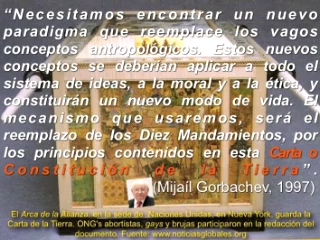 “Necesitamos encontrar un nuevo
paradigma que reemplace los vagos
conceptos antropológicos. Estos nuevos
conceptos se deberían aplicar a todo el
sistema de ideas, a la moral y a la ética, y
constituirán un nuevo modo de vida. El
mecanismo que usaremos, será el
reemplazo de los Diez Mandamientos, por
los principios contenidos en esta Carta o
Constitución de la Tierra”.
(Mijaíl Gorbachev, 1997)
El Arca de la Alianza, en la sede de Naciones Unidas, en Nueva York, guarda la
Carta de la Tierra. ONG's abortistas, gays y brujas participaron en la redacción del
documento. Fuente: www.noticiasglobales.org